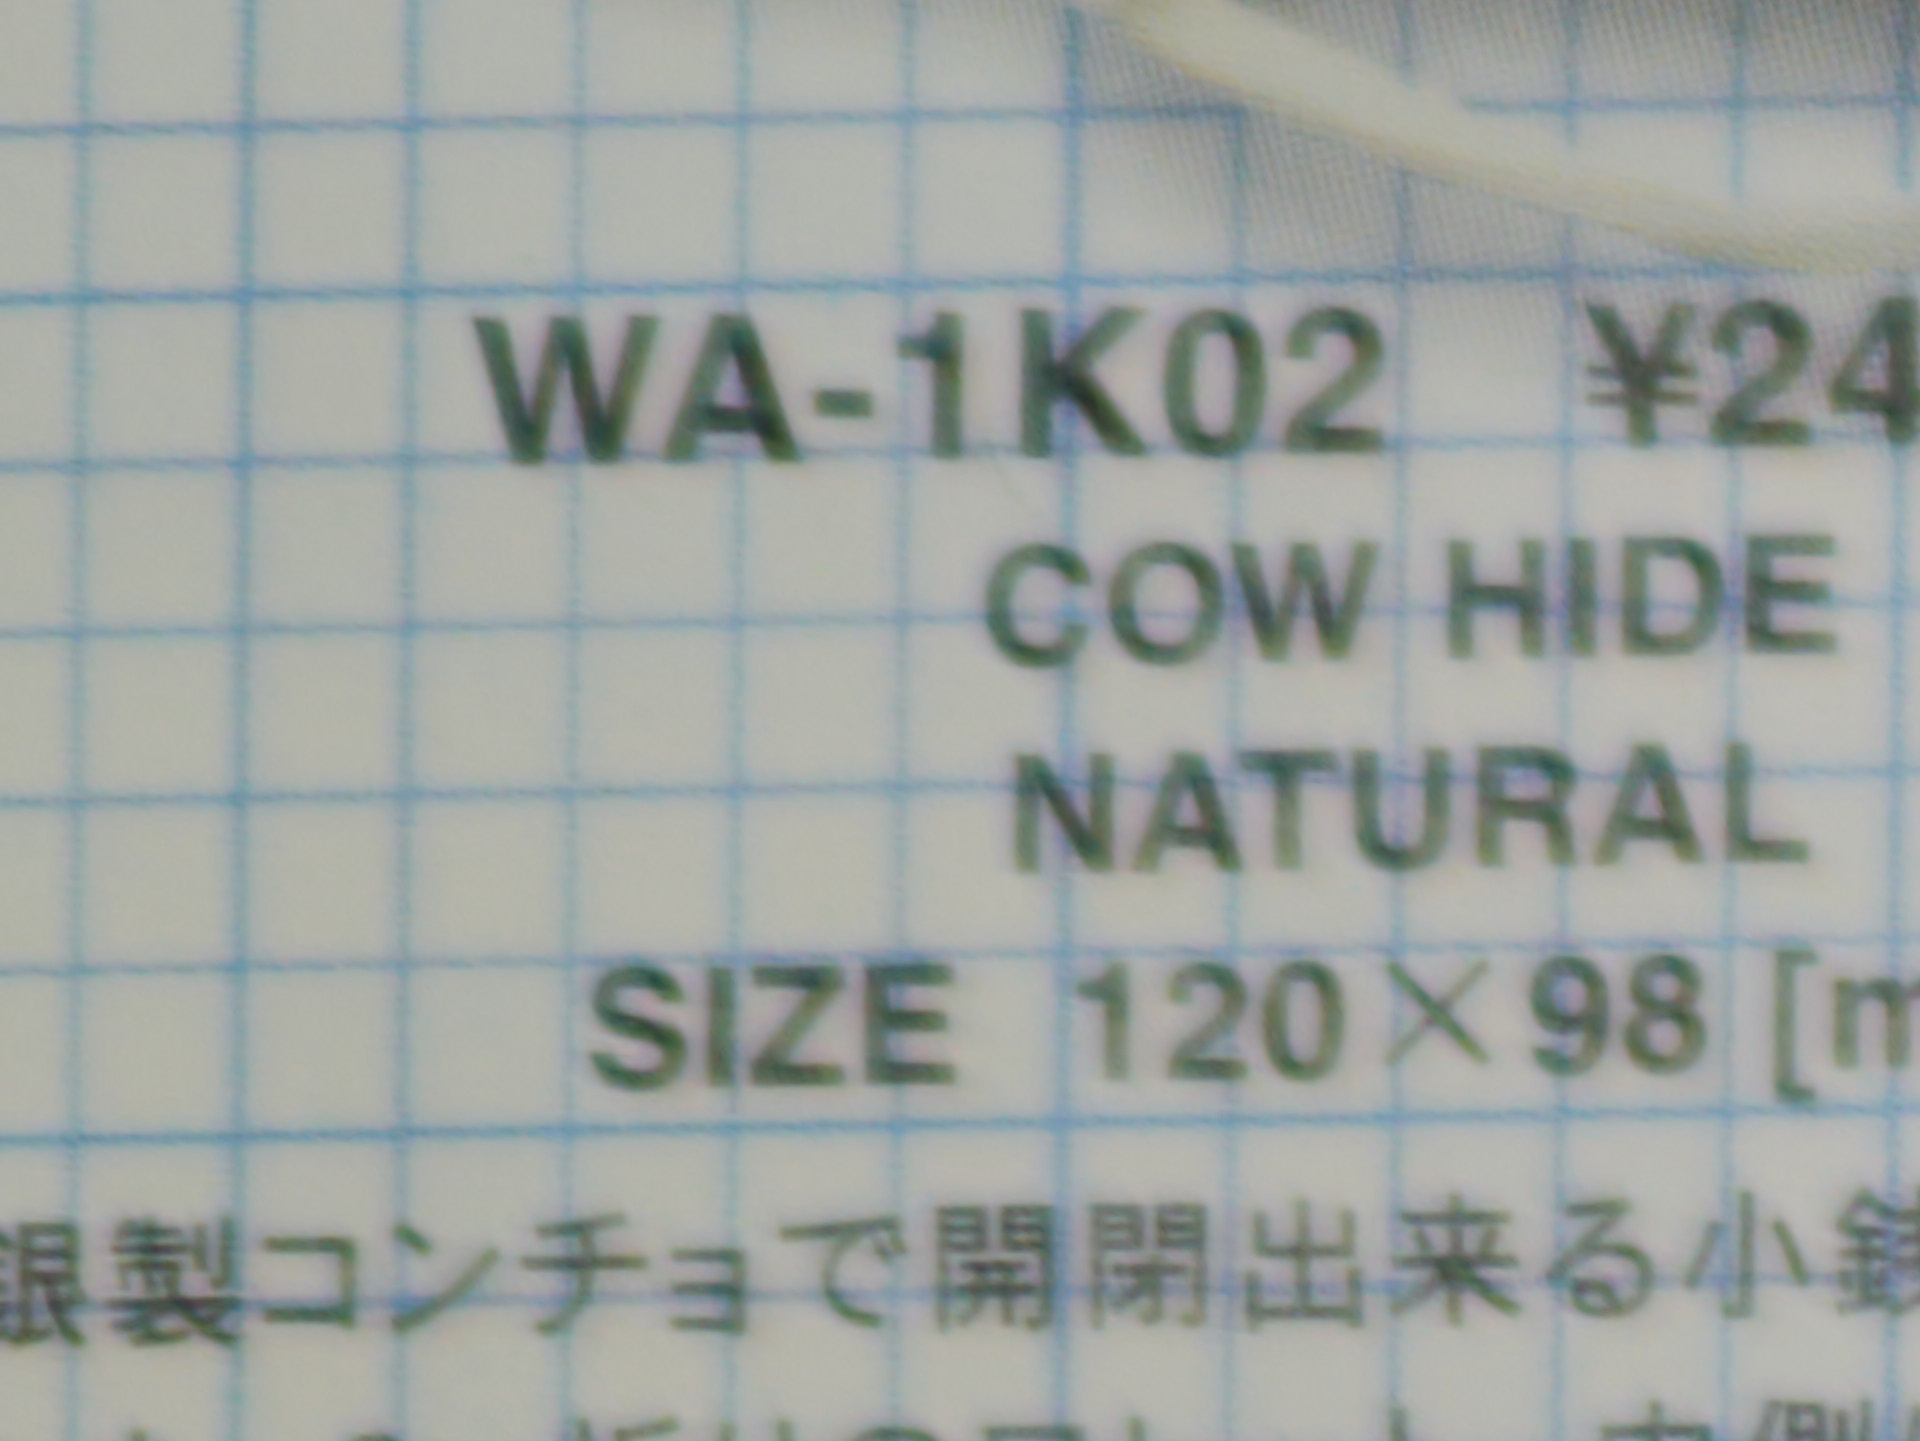 WA-1K02 ¥24
COW HIDE
NATURAL
SIZE 120×98 [m
銀製コンチョで開閉出来る小銭